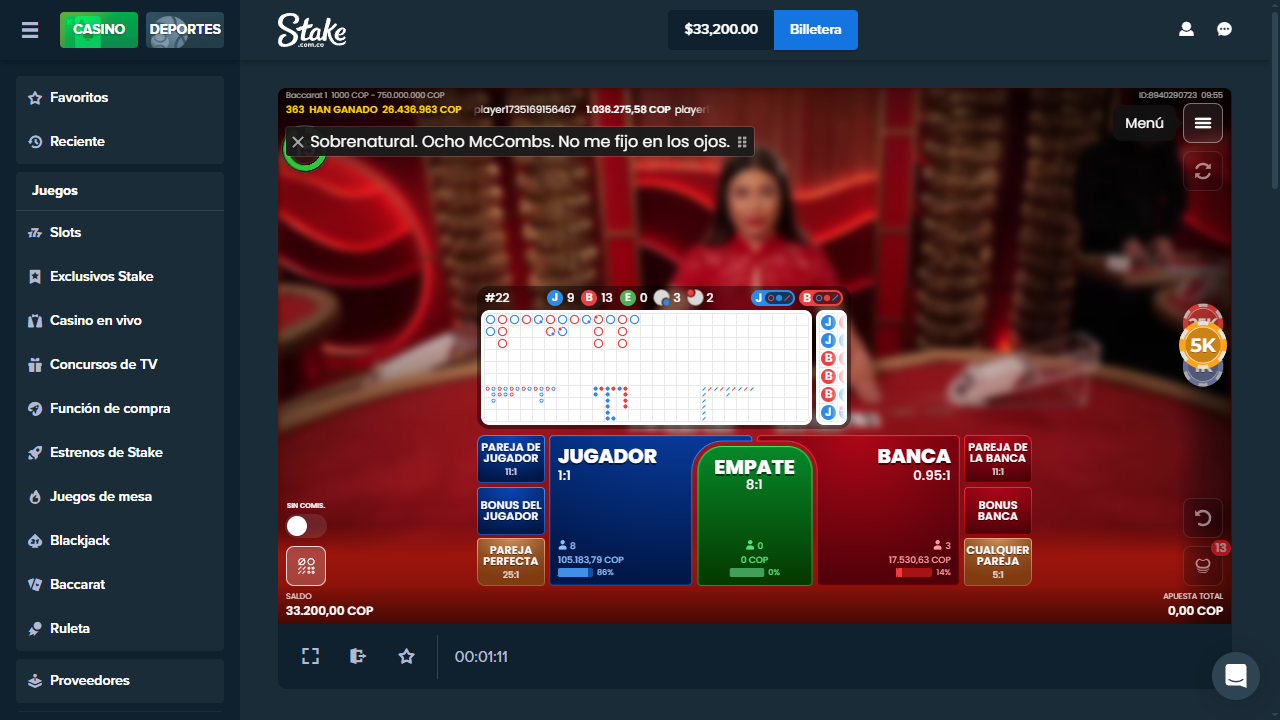 CASINO
DEPORTES
Stake
.com.co
$33,200.00
Billetera
Favoritos
Reciente
Juegos
Slots
Exclusivos Stake
Casino en vivo
Concursos de TV
Función de compra
Estrenos de Stake
Juegos de mesa
Blackjack
Baccarat
Ruleta
Proveedores
Baccarat 1 1000 COP - 750.000.000 COP
ID:8940290723 09:55
363 HAN GANADO 26.436.963 COP player1735169156467 1.036.275,58 COP player
Menú
Sobrenatural. Ocho McCombs. No me fijo en los ojos.
#22 J 9 B 13 E 0 3 2 J B
J
J
B
B
B
J
5K
PAREJA DE JUGADOR
11:1
BONUS DEL JUGADOR
PAREJA PERFECTA
25:1
JUGADOR
1:1
8
105.183,79 COP
86%
EMPATE
8:1
0
0 COP
0%
BANCA
0.95:1
3
17.530,63 COP
14%
PAREJA DE LA BANCA
11:1
BONUS BANCA
CUALQUIER PAREJA
5:1
SIN COMIS.
13
SALDO
33.200,00 COP
APUESTA TOTAL
0,00 COP
00:01:11